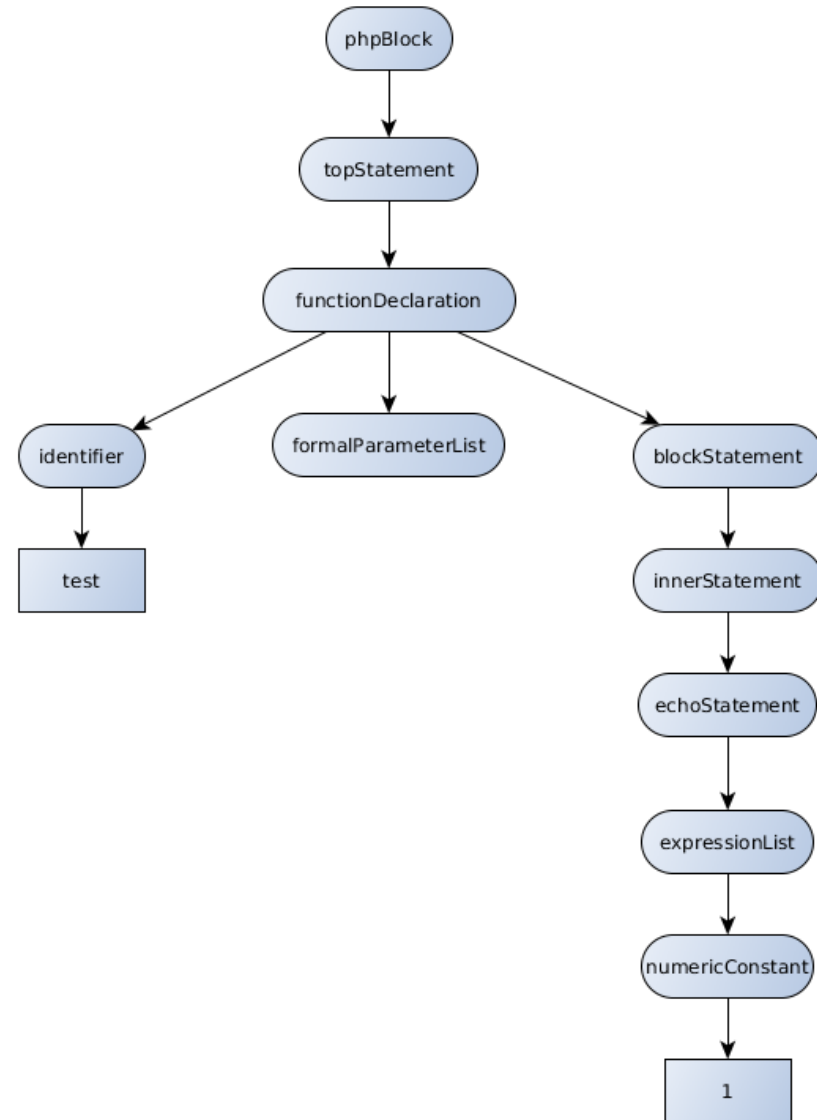 phpBlock
topStatement
functionDeclaration
identifier
formalParameterList
blockStatement
test
innerStatement
echoStatement
expressionList
numericConstant
1